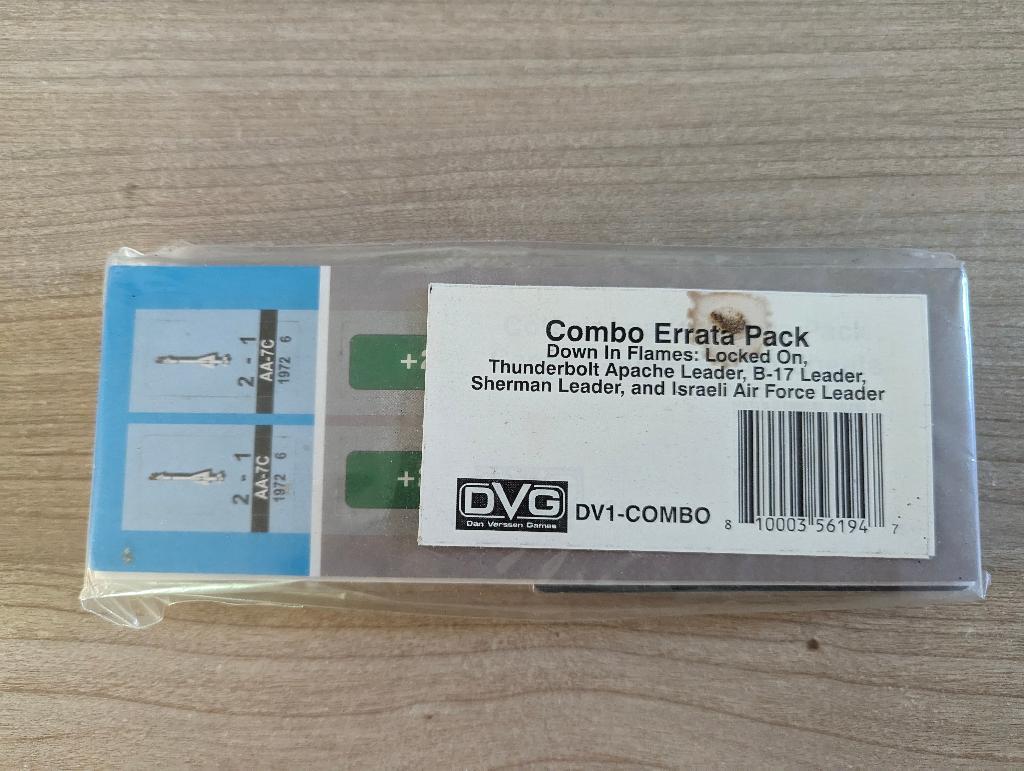 Combo Errata Pack
Down In Flames: Locked On,
Thunderbolt Apache Leader, B-17 Leader,
Sherman Leader, and Israeli Air Force Leader
DVG
Dan Verssen Games
DV1-COMBO
8 10003 56194 7
2 - 1
AA-7C
1972 6
2 - 1
AA-7C
1972 6